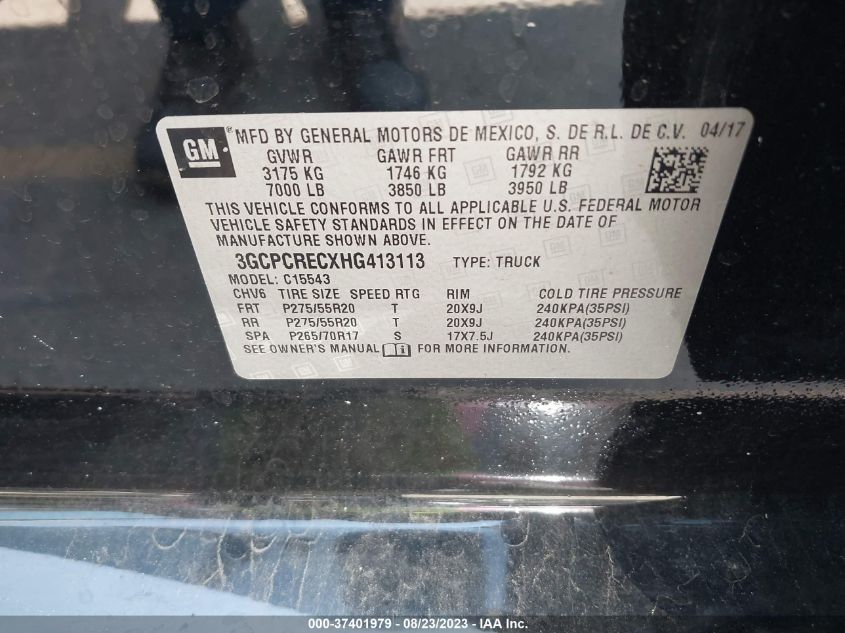 GM ® MFD BY GENERAL MOTORS DE MEXICO, S. DE R.L. DE C.V. 04/17
GVWR GAWR FRT GAWR RR
3175 KG 1746 KG 1792 KG
7000 LB 3850 LB 3950 LB
THIS VEHICLE CONFORMS TO ALL APPLICABLE U.S. FEDERAL MOTOR
VEHICLE SAFETY STANDARDS IN EFFECT ON THE DATE OF
MANUFACTURE SHOWN ABOVE.
3GCPCRECXHG413113 TYPE: TRUCK
MODEL: C15543
CHV6 TIRE SIZE SPEED RTG RIM COLD TIRE PRESSURE
FRT P275/55R20 T 20X9J 240KPA(35PSI)
RR P275/55R20 T 20X9J 240KPA(35PSI)
SPA P265/70R17 S 17X7.5J 240KPA(35PSI)
SEE OWNER'S MANUAL FOR MORE INFORMATION.
000-37401979 - 08/23/2023 - IAA Inc.